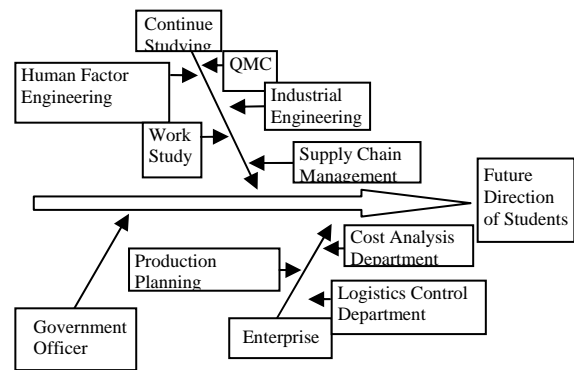 Continue
Studying
QMC
Human Factor
Engineering
Industrial
Engineering
Work
Study
Supply Chain
Management
Future
Direction
of Students
Cost Analysis
Department
Production
Planning
Logistics Control
Department
Government
Officer
Enterprise